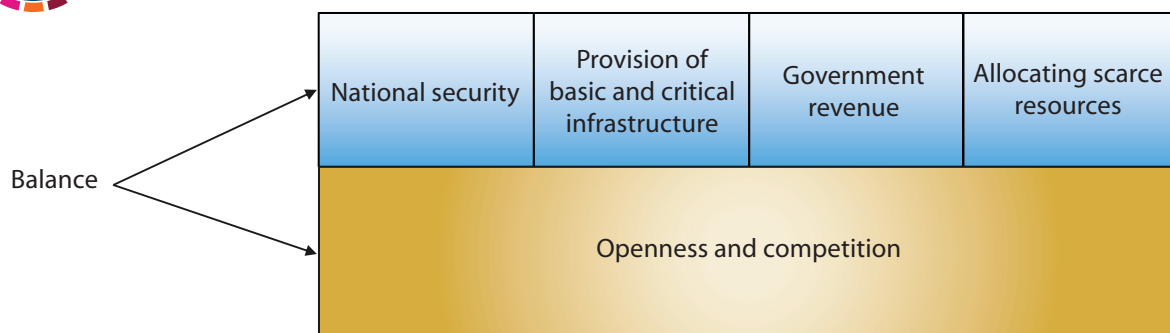 National security
Provision of
basic and critical
infrastructure
Government
revenue
Allocating scarce
resources
Balance
Openness and competition